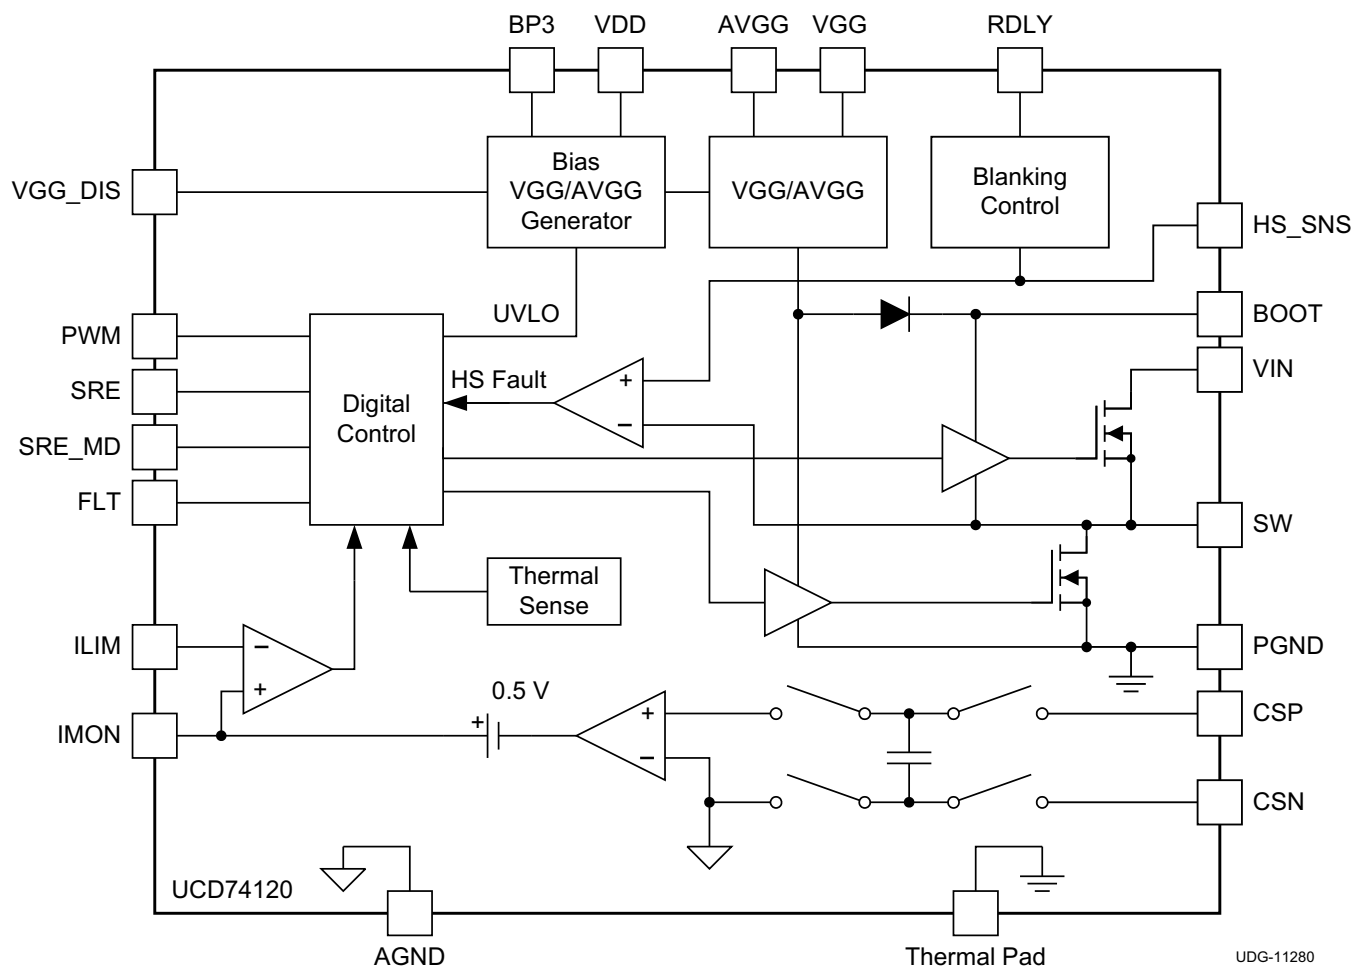 BP3
VDD
AVGG
VGG
RDLY
Bias
VGG/AVGG
Generator
VGG/AVGG
Blanking
Control
VGG_DIS
HS_SNS
UVLO
BOOT
PWM
VIN
SRE
HS Fault
+
−
Digital
Control
SRE_MD
FLT
SW
Thermal
Sense
ILIM
−
+
PGND
0.5 V
+
+
−
CSP
IMON
CSN
UCD74120
AGND
Thermal Pad
UDG-11280